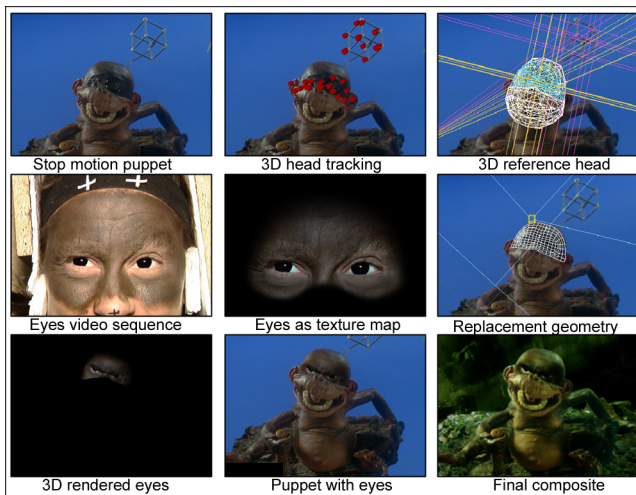 Stop motion puppet
3D head tracking
3D reference head
Eyes video sequence
Eyes as texture map
Replacement geometry
3D rendered eyes
Puppet with eyes
Final composite